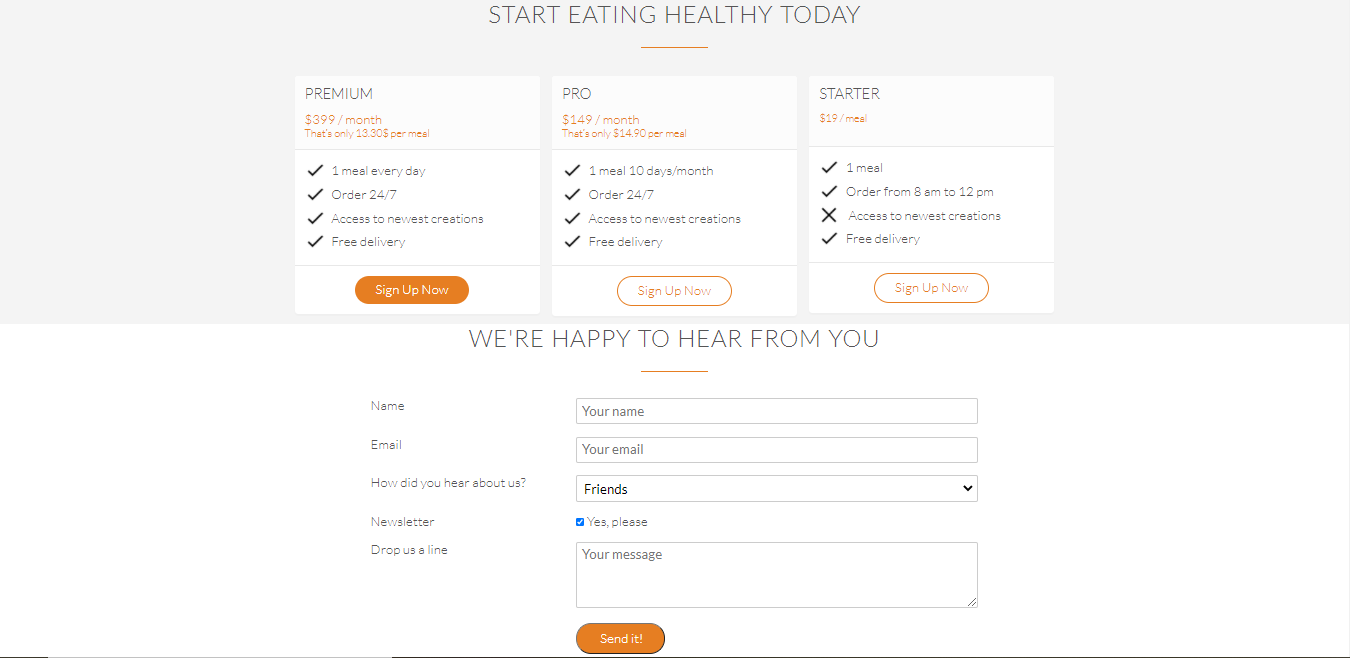 START EATING HEALTHY TODAY
PREMIUM
$399 / month
That's only 13.30$ per meal
1 meal every day
Order 24/7
Access to newest creations
Free delivery
Sign Up Now
PRO
$149 / month
That's only $14.90 per meal
1 meal 10 days/month
Order 24/7
Access to newest creations
Free delivery
Sign Up Now
STARTER
$19 / meal
1 meal
Order from 8 am to 12 pm
Access to newest creations
Free delivery
Sign Up Now
WE'RE HAPPY TO HEAR FROM YOU
Name
Your name
Email
Your email
How did you hear about us?
Friends
Newsletter
Yes, please
Drop us a line
Your message
Send it!